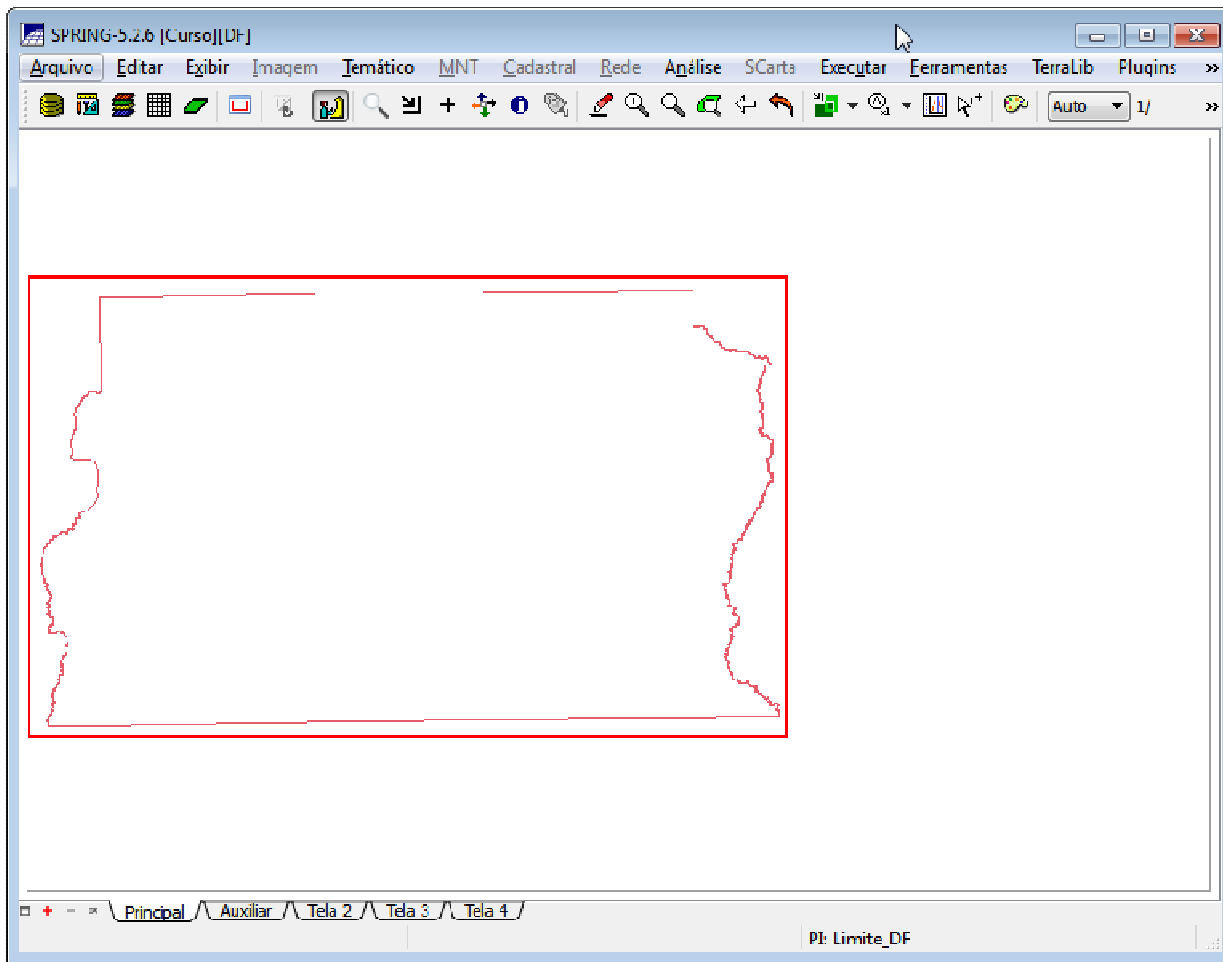 SPRING-5.2.6 [Curso][DF]
Arquivo Editar Exibir Imagem Temático MNT Cadastral Rede Análise SCarta Executar Ferramentas TerraLib Plugins »
Auto 1/ »
Principal Auxiliar Tela 2 Tela 3 Tela 4
PI: Limite_DF